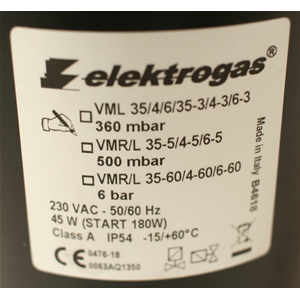 elektrogas®
VML 35/4/6/35-3/4-3/6-3
360 mbar
VMR/L 35-5/4-5/6-5
500 mbar
VMR/L 35-60/4-60/6-60
6 bar
230 VAC - 50/60 Hz
45 W (START 180W)
Class A IP54 -15/+60°C
CE 0476-18
0063AQ1350
Made in Italy B4618